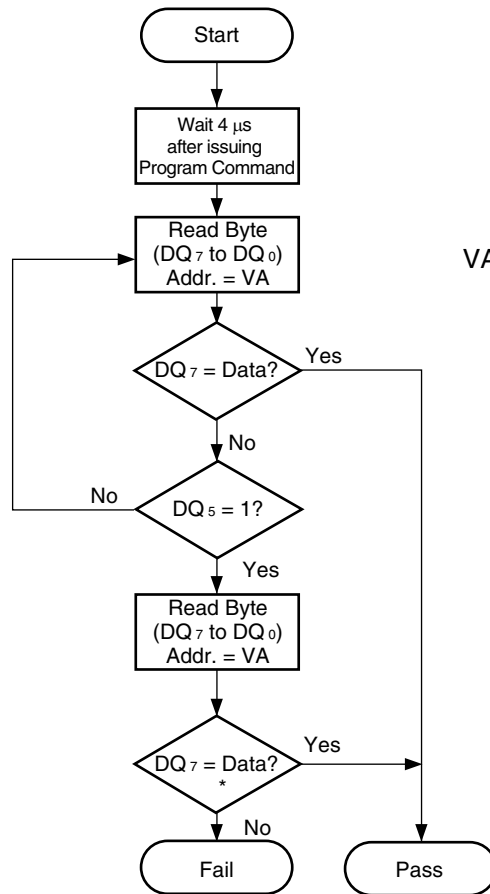 Start
Wait 4 μs
after issuing
Program Command
Read Byte
(DQ7 to DQ0)
Addr. = VA
VA
DQ7 = Data?
Yes
No
DQ5 = 1?
No
Yes
Read Byte
(DQ7 to DQ0)
Addr. = VA
DQ7 = Data?
*
Yes
No
Fail
Pass